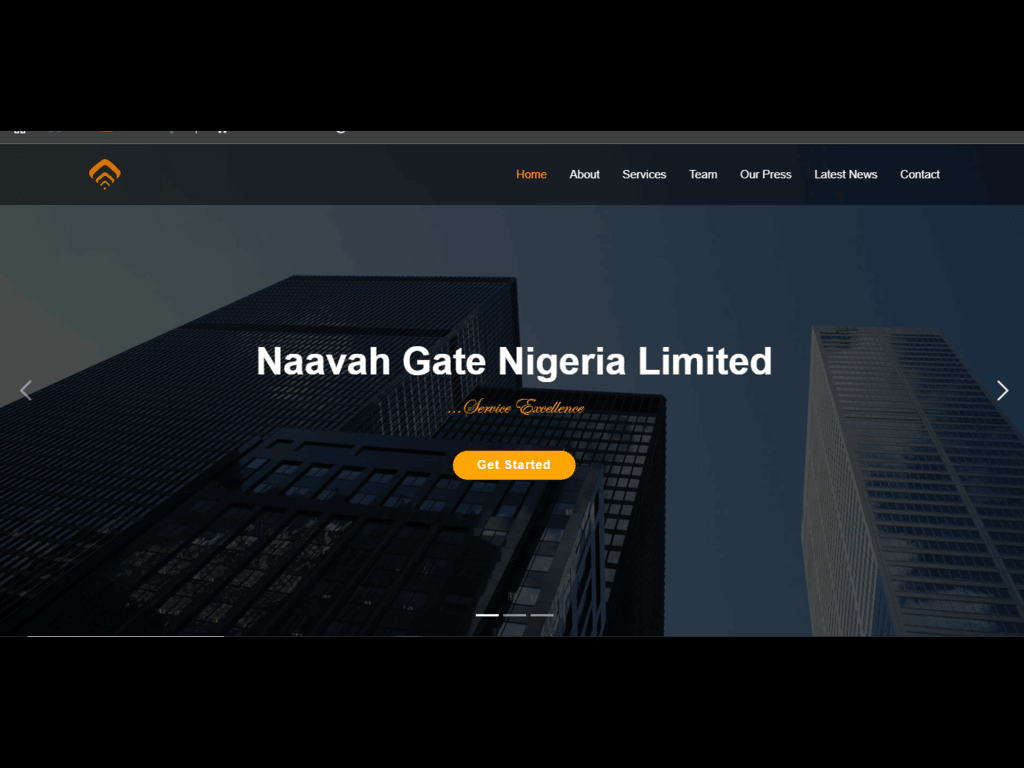 Home About Services Team Our Press Latest News Contact
Naavah Gate Nigeria Limited
...Service Excellence
Get Started